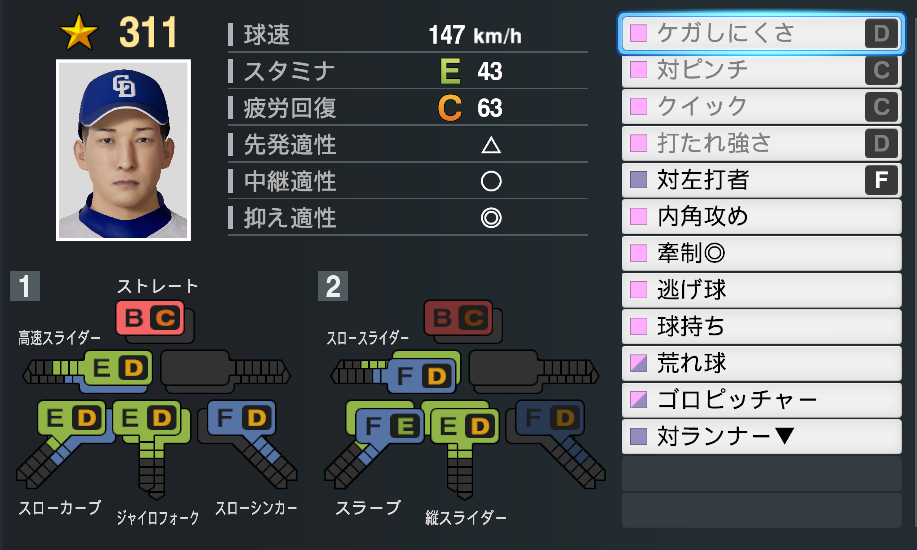 311
球速 147 km/h
スタミナ E 43
疲労回復 C 63
先発適性 △
中継適性 ○
抑え適性 ◎
ケガしにくさ D
対ピンチ C
クイック C
打たれ強さ D
対左打者 F
内角攻め
牽制◎
逃げ球
球持ち
荒れ球
ゴロピッチャー
対ランナー▼
1
ストレート
B C
高速スライダー
E D
E D
E D
F D
スローカーブ
ジャイロフォーク
スローシンカー
2
B C
スロースライダー
F D
F E
E D
F D
スラーブ
縦スライダー